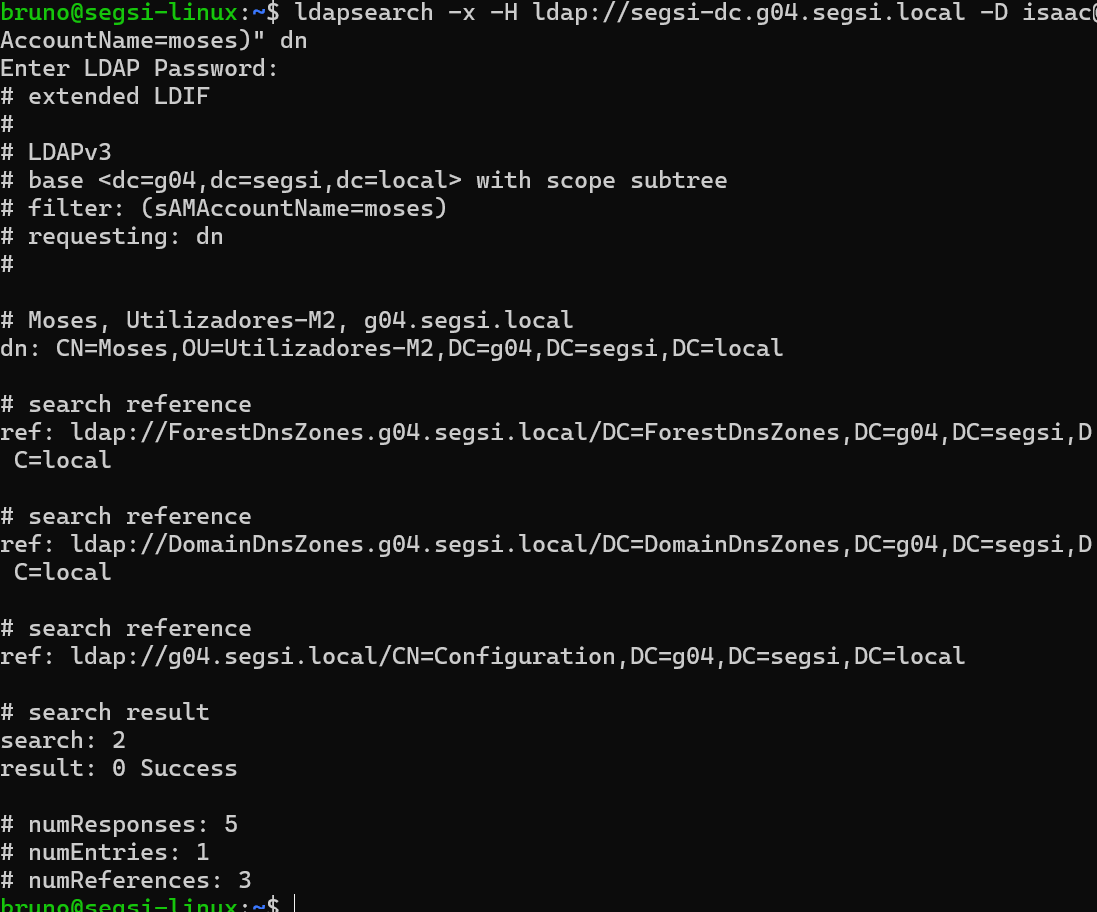 bruno@segsi-linux:~$ ldapsearch -x -H ldap://segsi-dc.g04.segsi.local -D isaac@
AccountName=moses)" dn
Enter LDAP Password:
# extended LDIF
#
# LDAPv3
# base <dc=g04,dc=segsi,dc=local> with scope subtree
# filter: (sAMAccountName=moses)
# requesting: dn
#
# Moses, Utilizadores-M2, g04.segsi.local
dn: CN=Moses,OU=Utilizadores-M2,DC=g04,DC=segsi,DC=local
# search reference
ref: ldap://ForestDnsZones.g04.segsi.local/DC=ForestDnsZones,DC=g04,DC=segsi,D
 C=local
# search reference
ref: ldap://DomainDnsZones.g04.segsi.local/DC=DomainDnsZones,DC=g04,DC=segsi,D
 C=local
# search reference
ref: ldap://g04.segsi.local/CN=Configuration,DC=g04,DC=segsi,DC=local
# search result
search: 2
result: 0 Success
# numResponses: 5
# numEntries: 1
# numReferences: 3
bruno@segsi-linux:~$